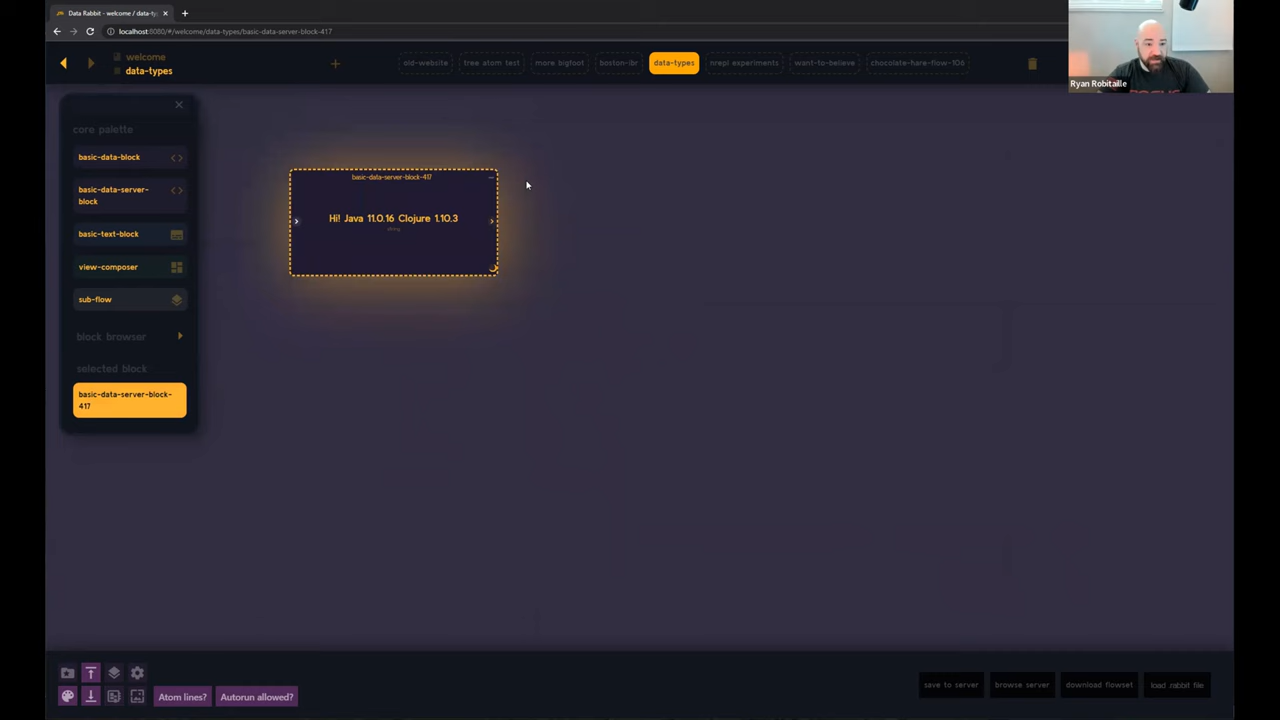 Data Rabbit - welcome / data-typ
localhost:8080/#/welcome/data-types/basic-data-server-block-417
Ryan Robitaille
welcome
data-types
old-website
tree atom test
more bigfoot
boston-ibr
data-types
nrepl experiments
want-to-believe
chocolate-hare-flow-106
core palette
basic-data-block
basic-data-server-
block
basic-text-block
view-composer
sub-flow
block browser
selected block
basic-data-server-block-
417
basic-data-server-block-417
Hi! Java 11.0.16 Clojure 1.10.3
string
Atom lines?
Autorun allowed?
save to server
browse server
download flowset
load .rabbit file